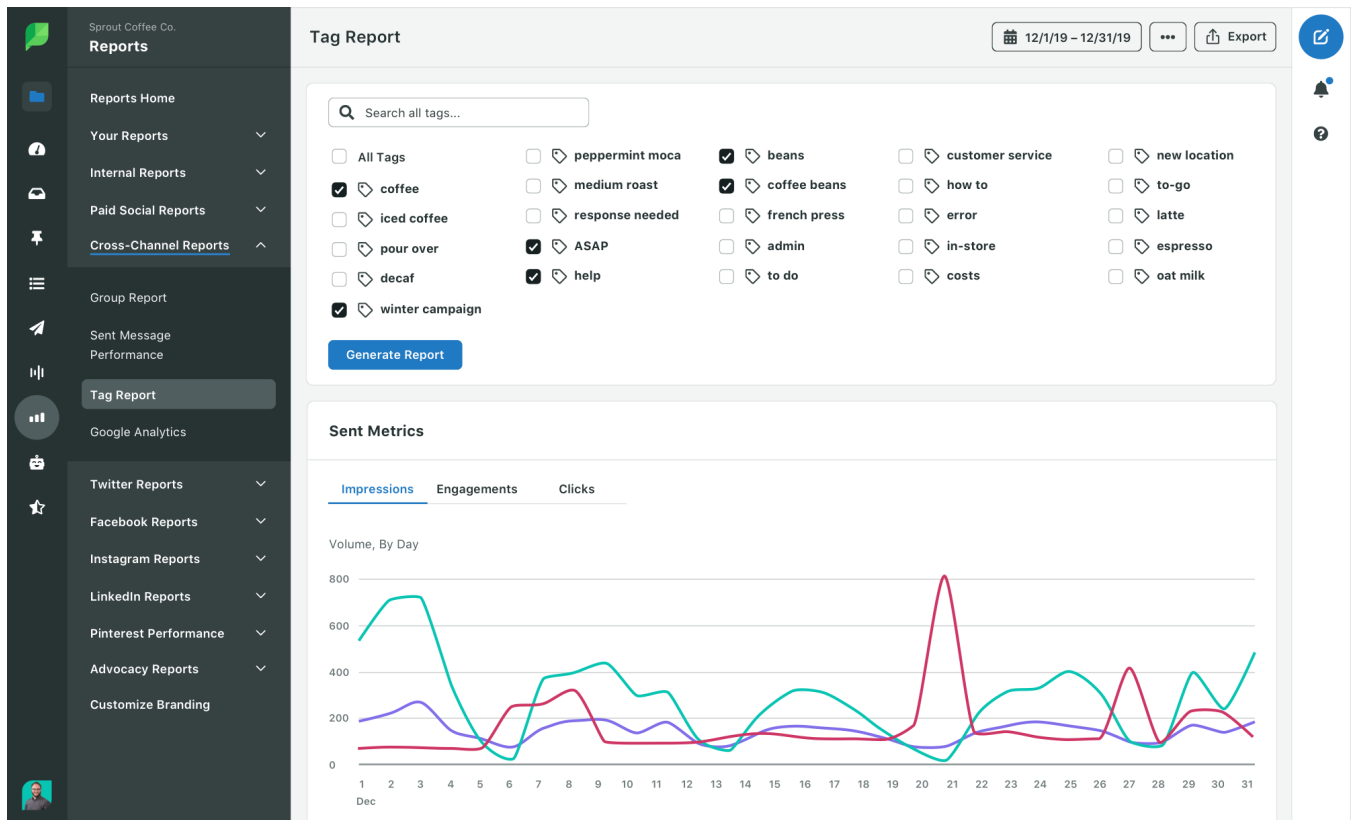 Sprout Coffee Co.
Reports
Reports Home
Your Reports
Internal Reports
Paid Social Reports
Cross-Channel Reports
Group Report
Sent Message
Performance
Tag Report
Google Analytics
Twitter Reports
Facebook Reports
Instagram Reports
LinkedIn Reports
Pinterest Performance
Advocacy Reports
Customize Branding
Tag Report
12/1/19 – 12/31/19
•••
Export
Search all tags...
All Tags
coffee
iced coffee
pour over
decaf
winter campaign
peppermint moca
medium roast
response needed
ASAP
help
beans
coffee beans
french press
admin
to do
customer service
how to
error
in-store
costs
new location
to-go
latte
espresso
oat milk
Generate Report
Sent Metrics
Impressions Engagements Clicks
Volume, By Day
800
600
400
200
0
1 2 3 4 5 6 7 8 9 10 11 12 13 14 15 16 17 18 19 20 21 22 23 24 25 26 27 28 29 30 31
Dec